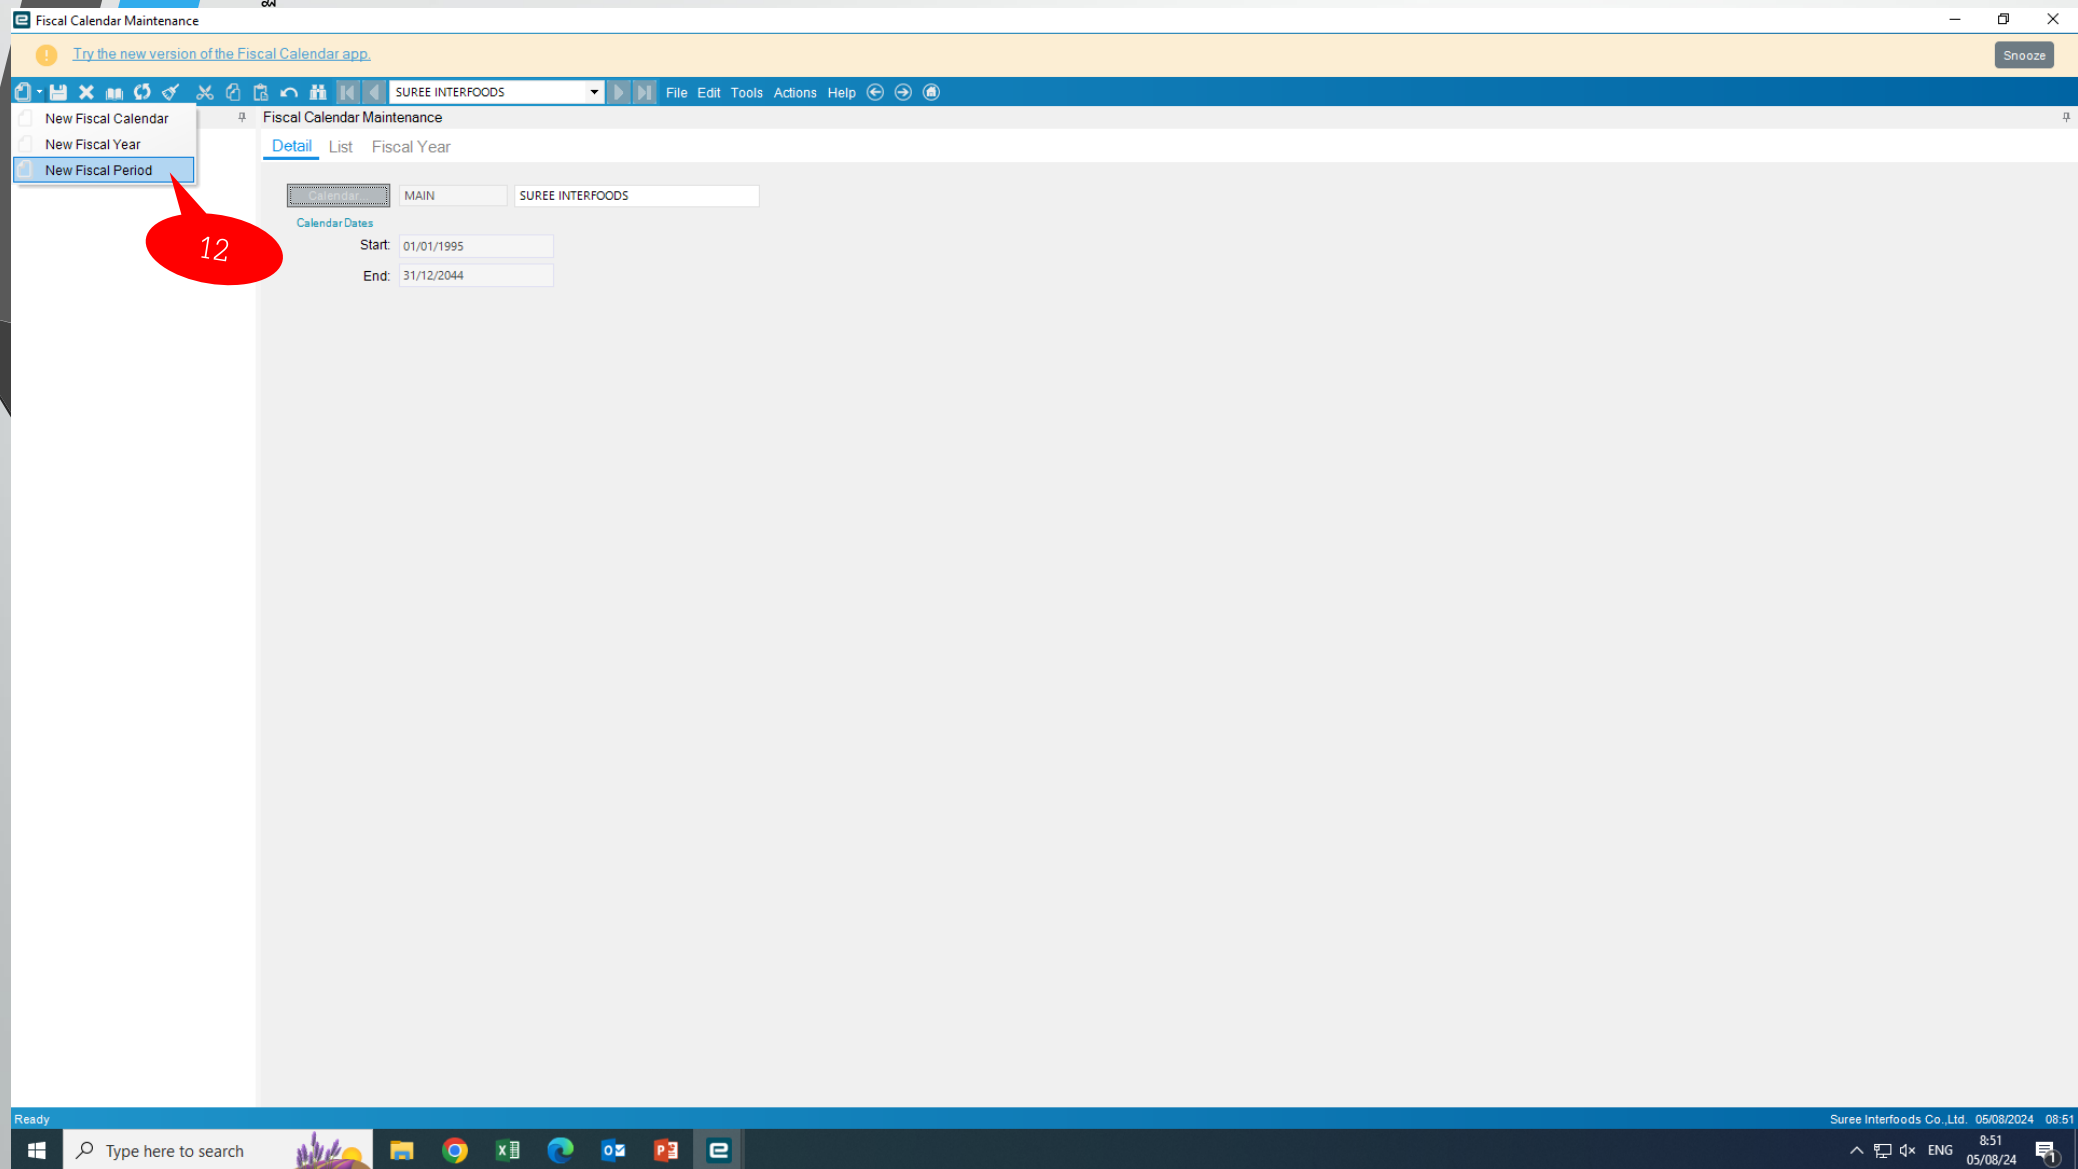 Fiscal Calendar Maintenance
Try the new version of the Fiscal Calendar app.
Snooze
SUREE INTERFOODS
File Edit Tools Actions Help
New Fiscal Calendar
New Fiscal Year
New Fiscal Period
Fiscal Calendar Maintenance
Detail List Fiscal Year
Calendar... MAIN SUREE INTERFOODS
Calendar Dates
Start: 01/01/1995
End: 31/12/2044
12
Ready
Suree Interfoods Co.,Ltd. 05/08/2024 08:51
Type here to search
ENG
8:51
05/08/24
1